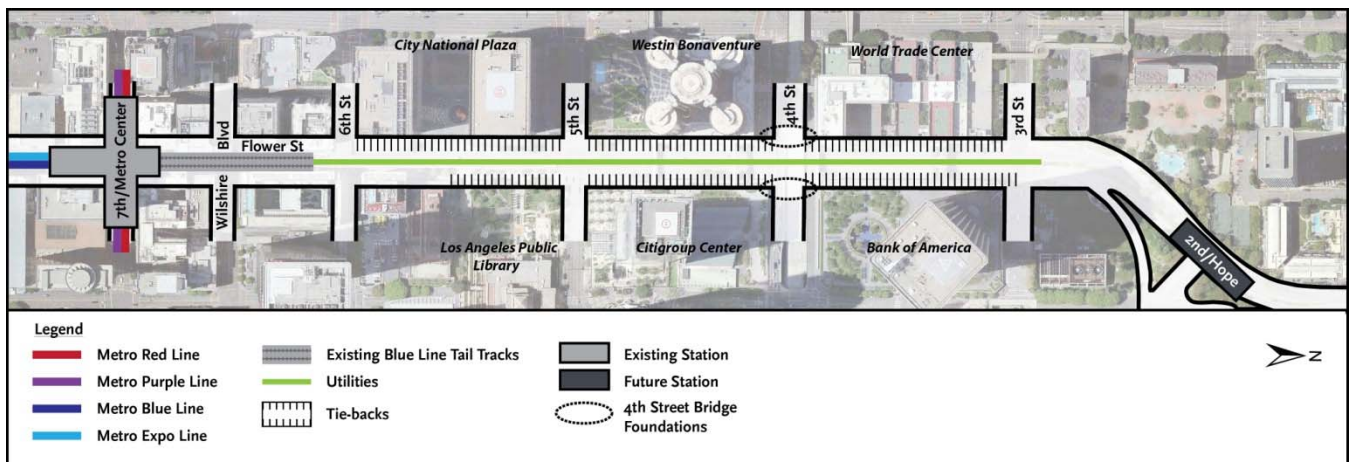 City National Plaza
Westin Bonaventure
World Trade Center
7th/Metro Center
Blvd
Wilshire
Flower St
6th St
5th St
4th St
3rd St
Los Angeles Public
Library
Citigroup Center
Bank of America
2nd/Hope
Legend
Metro Red Line
Metro Purple Line
Metro Blue Line
Metro Expo Line
Existing Blue Line Tail Tracks
Utilities
Tie-backs
Existing Station
Future Station
4th Street Bridge
Foundations
N